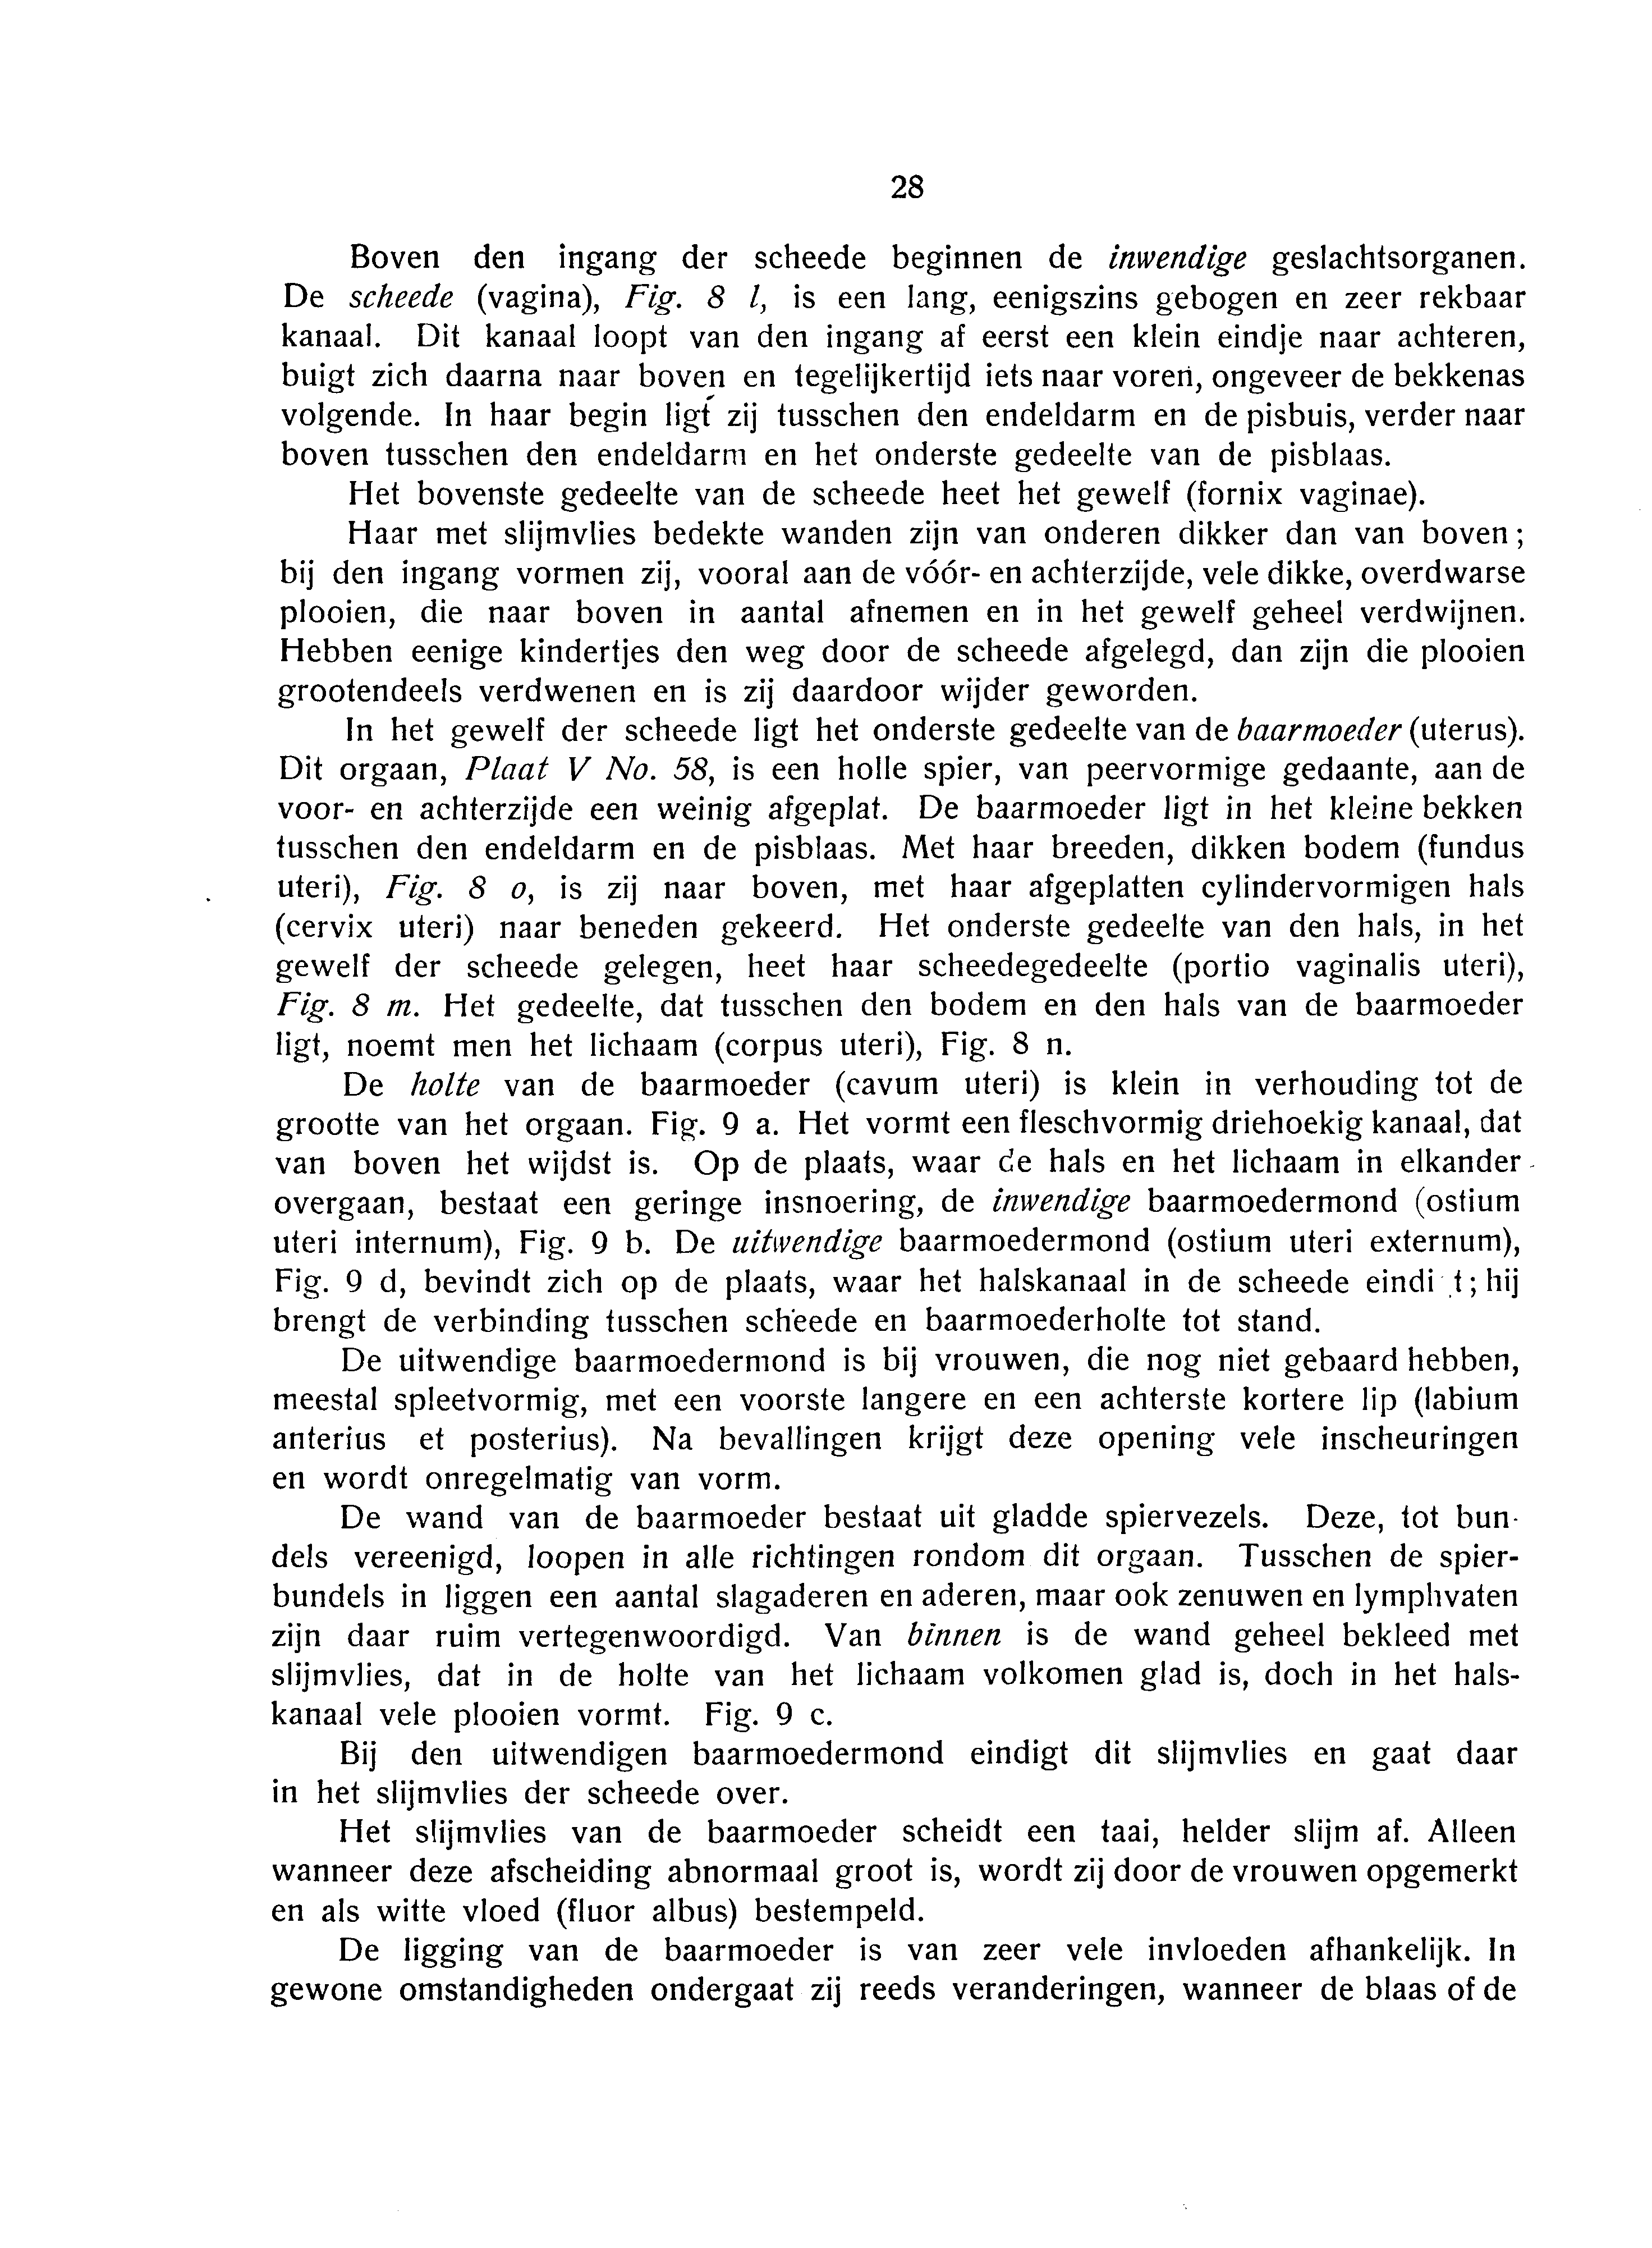 28
Boven den ingang der scheede beginnen de inwendige geslachtsorganen.
De scheede (vagina), Fig. 8 l, is een lang, eenigszins gebogen en zeer rekbaar
kanaal. Dit kanaal loopt van den ingang af eerst een klein eindje naar achteren,
buigt zich daarna naar boven en tegelijkertijd iets naar voren, ongeveer de bekkenas
volgende. In haar begin ligt zij tusschen den endeldarm en de pisbuis, verder naar
boven tusschen den endeldarm en het onderste gedeelte van de pisblaas.
Het bovenste gedeelte van de scheede heet het gewelf (fornix vaginae).
Haar met slijmvlies bedekte wanden zijn van onderen dikker dan van boven;
bij den ingang vormen zij, vooral aan de vóór- en achterzijde, vele dikke, overdwarse
plooien, die naar boven in aantal afnemen en in het gewelf geheel verdwijnen.
Hebben eenige kindertjes den weg door de scheede afgelegd, dan zijn die plooien
grootendeels verdwenen en is zij daardoor wijder geworden.
In het gewelf der scheede ligt het onderste gedeelte van de baarmoeder (uterus).
Dit orgaan, Plaat V No. 58, is een holle spier, van peervormige gedaante, aan de
voor- en achterzijde een weinig afgeplat. De baarmoeder ligt in het kleine bekken
tusschen den endeldarm en de pisblaas. Met haar breeden, dikken bodem (fundus
uteri), Fig. 8 o, is zij naar boven, met haar afgeplatten cylindervormigen hals
(cervix uteri) naar beneden gekeerd. Het onderste gedeelte van den hals, in het
gewelf der scheede gelegen, heet haar scheedegedeelte (portio vaginalis uteri),
Fig. 8 m. Het gedeelte, dat tusschen den bodem en den hals van de baarmoeder
ligt, noemt men het lichaam (corpus uteri), Fig. 8 n.
De holte van de baarmoeder (cavum uteri) is klein in verhouding tot de
grootte van het orgaan. Fig. 9 a. Het vormt een fleschvormig driehoekig kanaal, dat
van boven het wijdst is. Op de plaats, waar de hals en het lichaam in elkander
overgaan, bestaat een geringe insnoering, de inwendige baarmoedermond (ostium
uteri internum), Fig. 9 b. De uitwendige baarmoedermond (ostium uteri externum),
Fig. 9 d, bevindt zich op de plaats, waar het halskanaal in de scheede eindi t; hij
brengt de verbinding tusschen scheede en baarmoederholte tot stand.
De uitwendige baarmoedermond is bij vrouwen, die nog niet gebaard hebben,
meestal spleetvormig, met een voorste langere en een achterste kortere lip (labium
anterius et posterius). Na bevallingen krijgt deze opening vele inscheuringen
en wordt onregelmatig van vorm.
De wand van de baarmoeder bestaat uit gladde spiervezels. Deze, tot bun-
dels vereenigd, loopen in alle richtingen rondom dit orgaan. Tusschen de spier-
bundels in liggen een aantal slagaderen en aderen, maar ook zenuwen en lymphvaten
zijn daar ruim vertegenwoordigd. Van binnen is de wand geheel bekleed met
slijmvlies, dat in de holte van het lichaam volkomen glad is, doch in het hals-
kanaal vele plooien vormt. Fig. 9 c.
Bij den uitwendigen baarmoedermond eindigt dit slijmvlies en gaat daar
in het slijmvlies der scheede over.
Het slijmvlies van de baarmoeder scheidt een taai, helder slijm af. Alleen
wanneer deze afscheiding abnormaal groot is, wordt zij door de vrouwen opgemerkt
en als witte vloed (fluor albus) bestempeld.
De ligging van de baarmoeder is van zeer vele invloeden afhankelijk. In
gewone omstandigheden ondergaat zij reeds veranderingen, wanneer de blaas of de